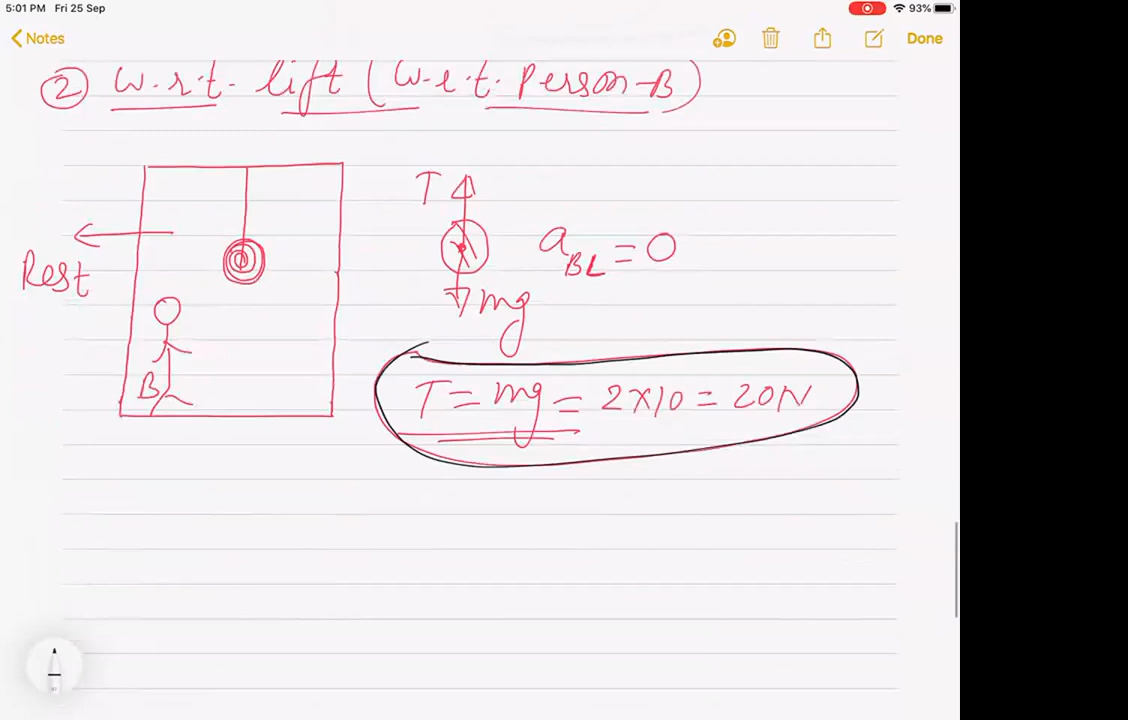 5:01 PM Fri 25 Sep
93%
Notes
Done
② W.r.t. lift (W.r.t. Person-B)
T
a_BL = 0
Rest
mg
B
T = mg = 2×10 = 20N